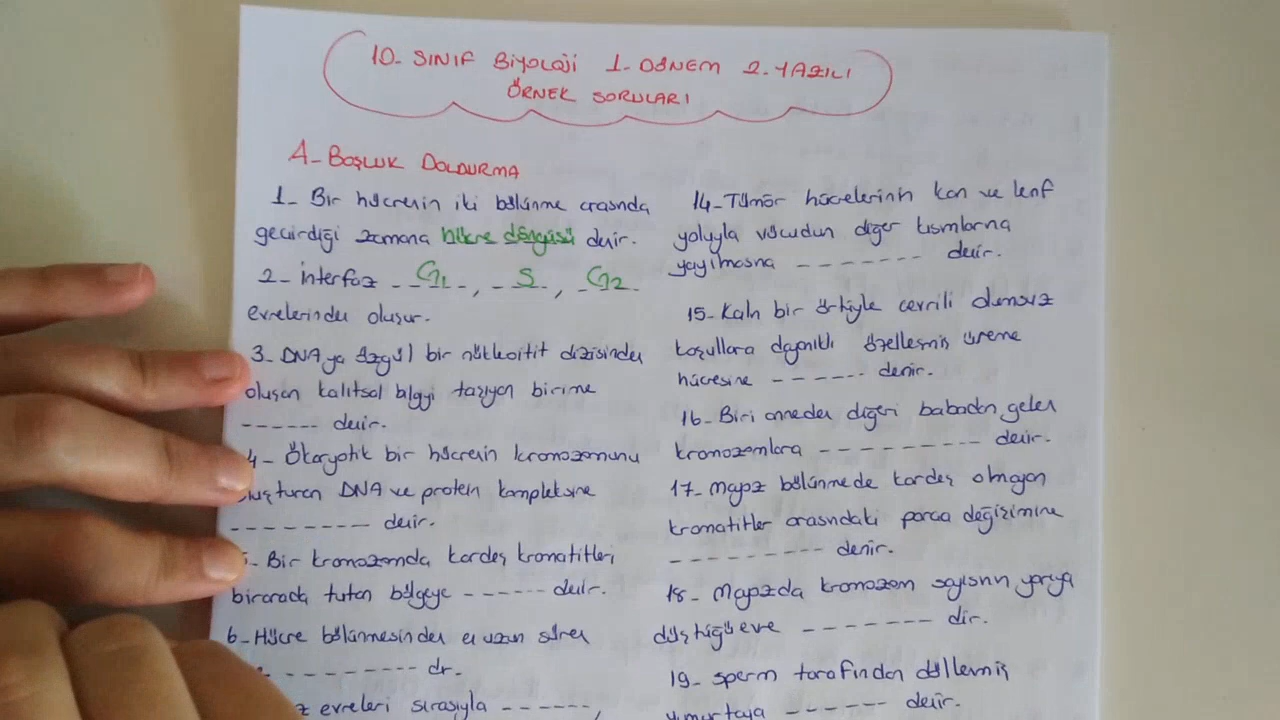 10- SINIF BİYOLOJİ 1-DÖNEM 2-YAZILI
ÖRNEK SORULARI
A-BOŞLUK DOLDURMA
1- Bir hücrenin iki bölünme arasında
geçirdiği zamana hücre döngüsü denir.
2- İnterfaz G1, S, G2
evrelerinden oluşur.
3- DNA ya özgül bir nükleotit dizisinden
oluşan kalıtsal bilgiyi taşıyan birime
------ denir.
4- Ökaryotik bir hücrenin kromozomunu
oluşturan DNA ve protein kompleksine
--------- denir.
5- Bir kromozomda kardeş kromatitleri
birarada tutan bölgeye ------ denir.
6- Hücre bölünmesinden en uzun süren
--------- dr.
z evreleri sırasıyla ------,
14- Tümör hücrelerinin kan ve lenf
yoluyla vücudun diğer kısımlarına
yayılmasına ------- denir.
15- Kalın bir örtüyle çevrili olumsuz
koşullara dayanıklı özelleşmiş üreme
hücresine ------ denir.
16- Biri anneden diğeri babadan gelen
kromozomlara --------- denir.
17- Mayoz bölünmede kardeş olmayan
kromatitler arasındaki parça değişimine
--------- denir.
18- Mayozda kromozom sayısının yarıya
düştüğü evre ------- dir.
19- sperm tarafından döllenmiş
yumurtaya ------ denir.